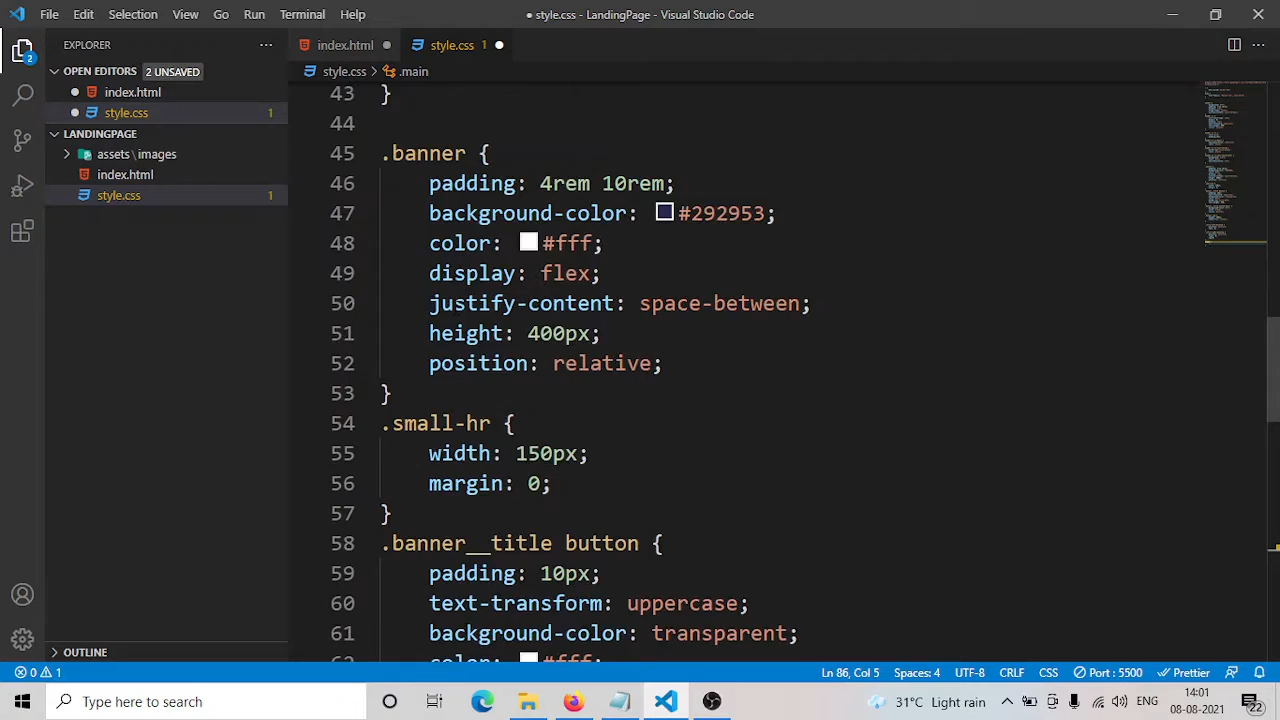 File Edit Selection View Go Run Terminal Help
● style.css - LandingPage - Visual Studio Code
EXPLORER
index.html
style.css 1
OPEN EDITORS 2 UNSAVED
style.css > .main
index.html
style.css 1
LANDINGPAGE
assets\images
index.html
style.css 1
43 }
44
45 .banner {
46 padding: 4rem 10rem;
47 background-color: #292953;
48 color: #fff;
49 display: flex;
50 justify-content: space-between;
51 height: 400px;
52 position: relative;
53 }
54 .small-hr {
55 width: 150px;
56 margin: 0;
57 }
58 .banner__title button {
59 padding: 10px;
60 text-transform: uppercase;
61 background-color: transparent;
62 color: #fff;
2
OUTLINE
0 1 Ln 86, Col 5 Spaces: 4 UTF-8 CRLF CSS Port : 5500 Prettier
Type here to search
31°C Light rain
ENG
14:01
08-08-2021
22